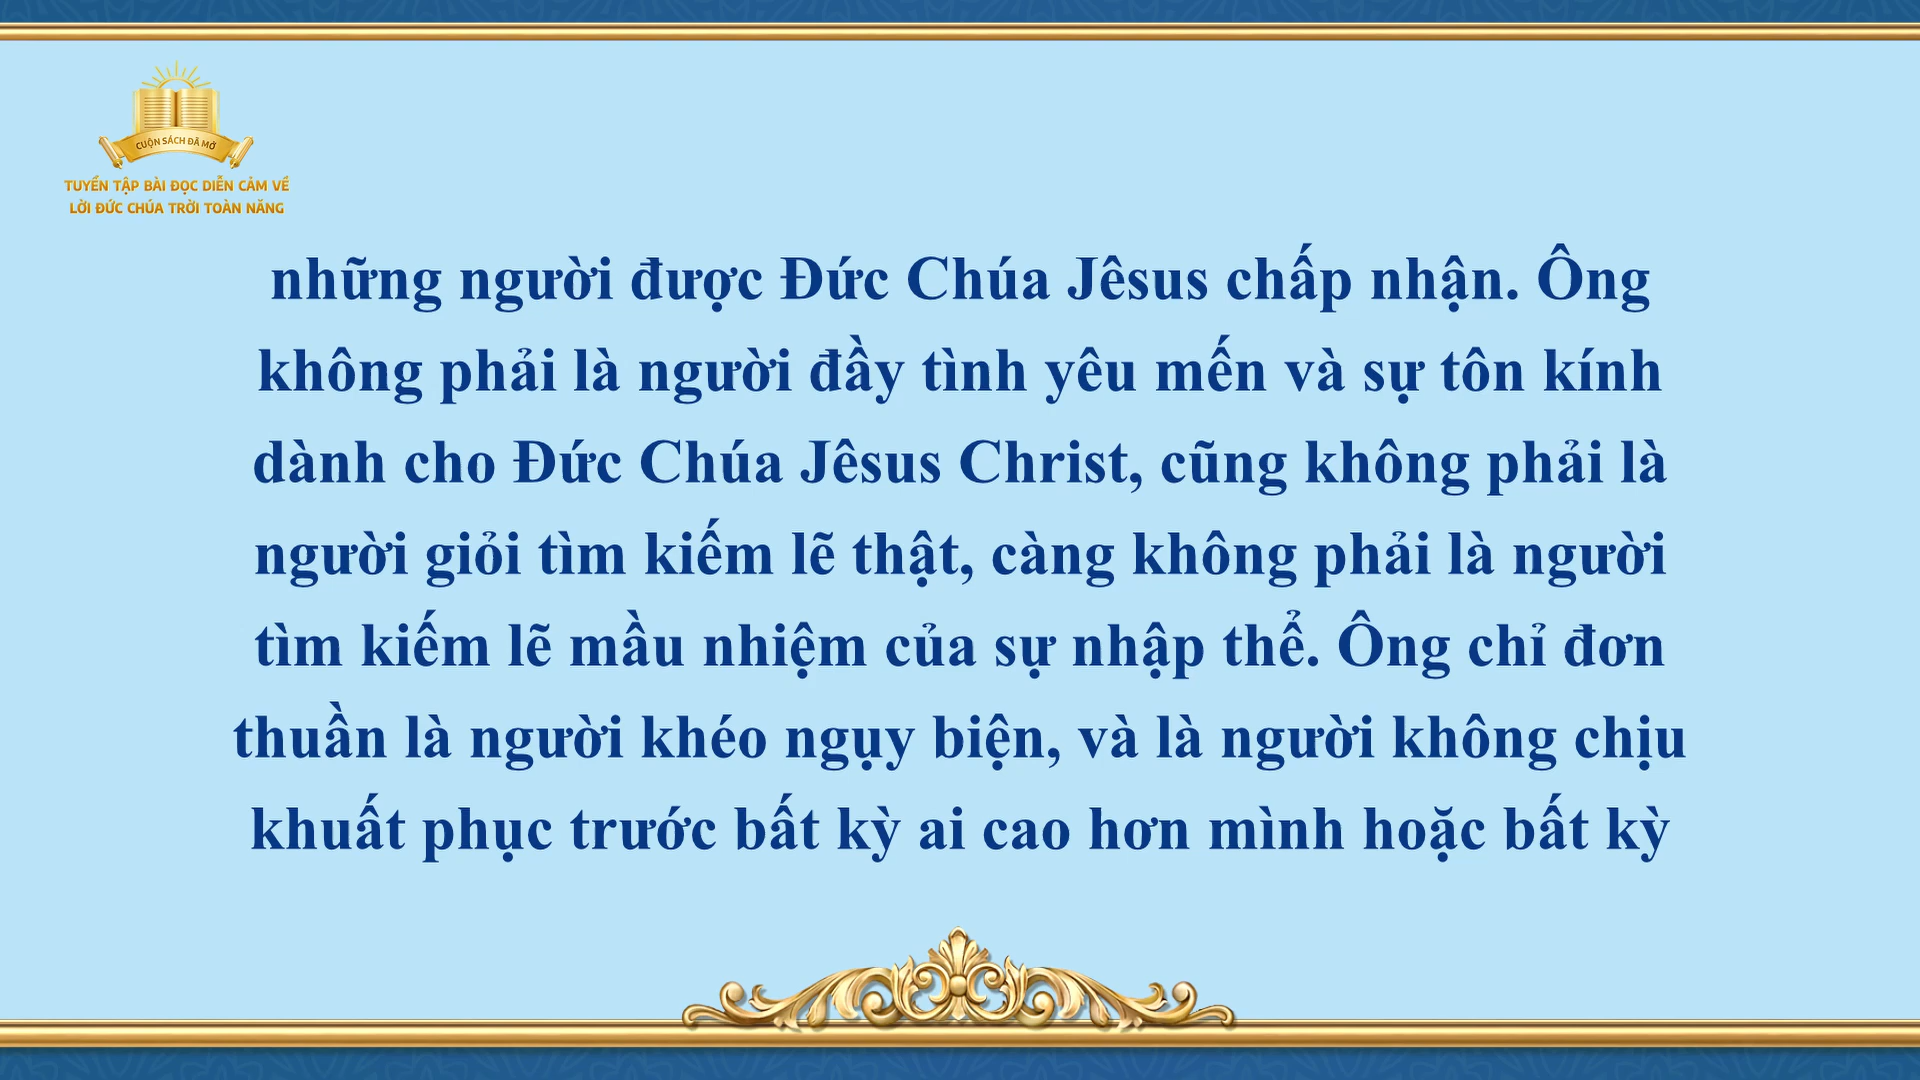 CUỘN SÁCH ĐÃ MỞ
TUYỂN TẬP BÀI ĐỌC DIỄN CẢM VỀ
LỜI ĐỨC CHÚA TRỜI TOÀN NĂNG
những người được Đức Chúa Jêsus chấp nhận. Ông
không phải là người đầy tình yêu mến và sự tôn kính
dành cho Đức Chúa Jêsus Christ, cũng không phải là
người giỏi tìm kiếm lẽ thật, càng không phải là người
tìm kiếm lẽ mầu nhiệm của sự nhập thể. Ông chỉ đơn
thuần là người khéo ngụy biện, và là người không chịu
khuất phục trước bất kỳ ai cao hơn mình hoặc bất kỳ